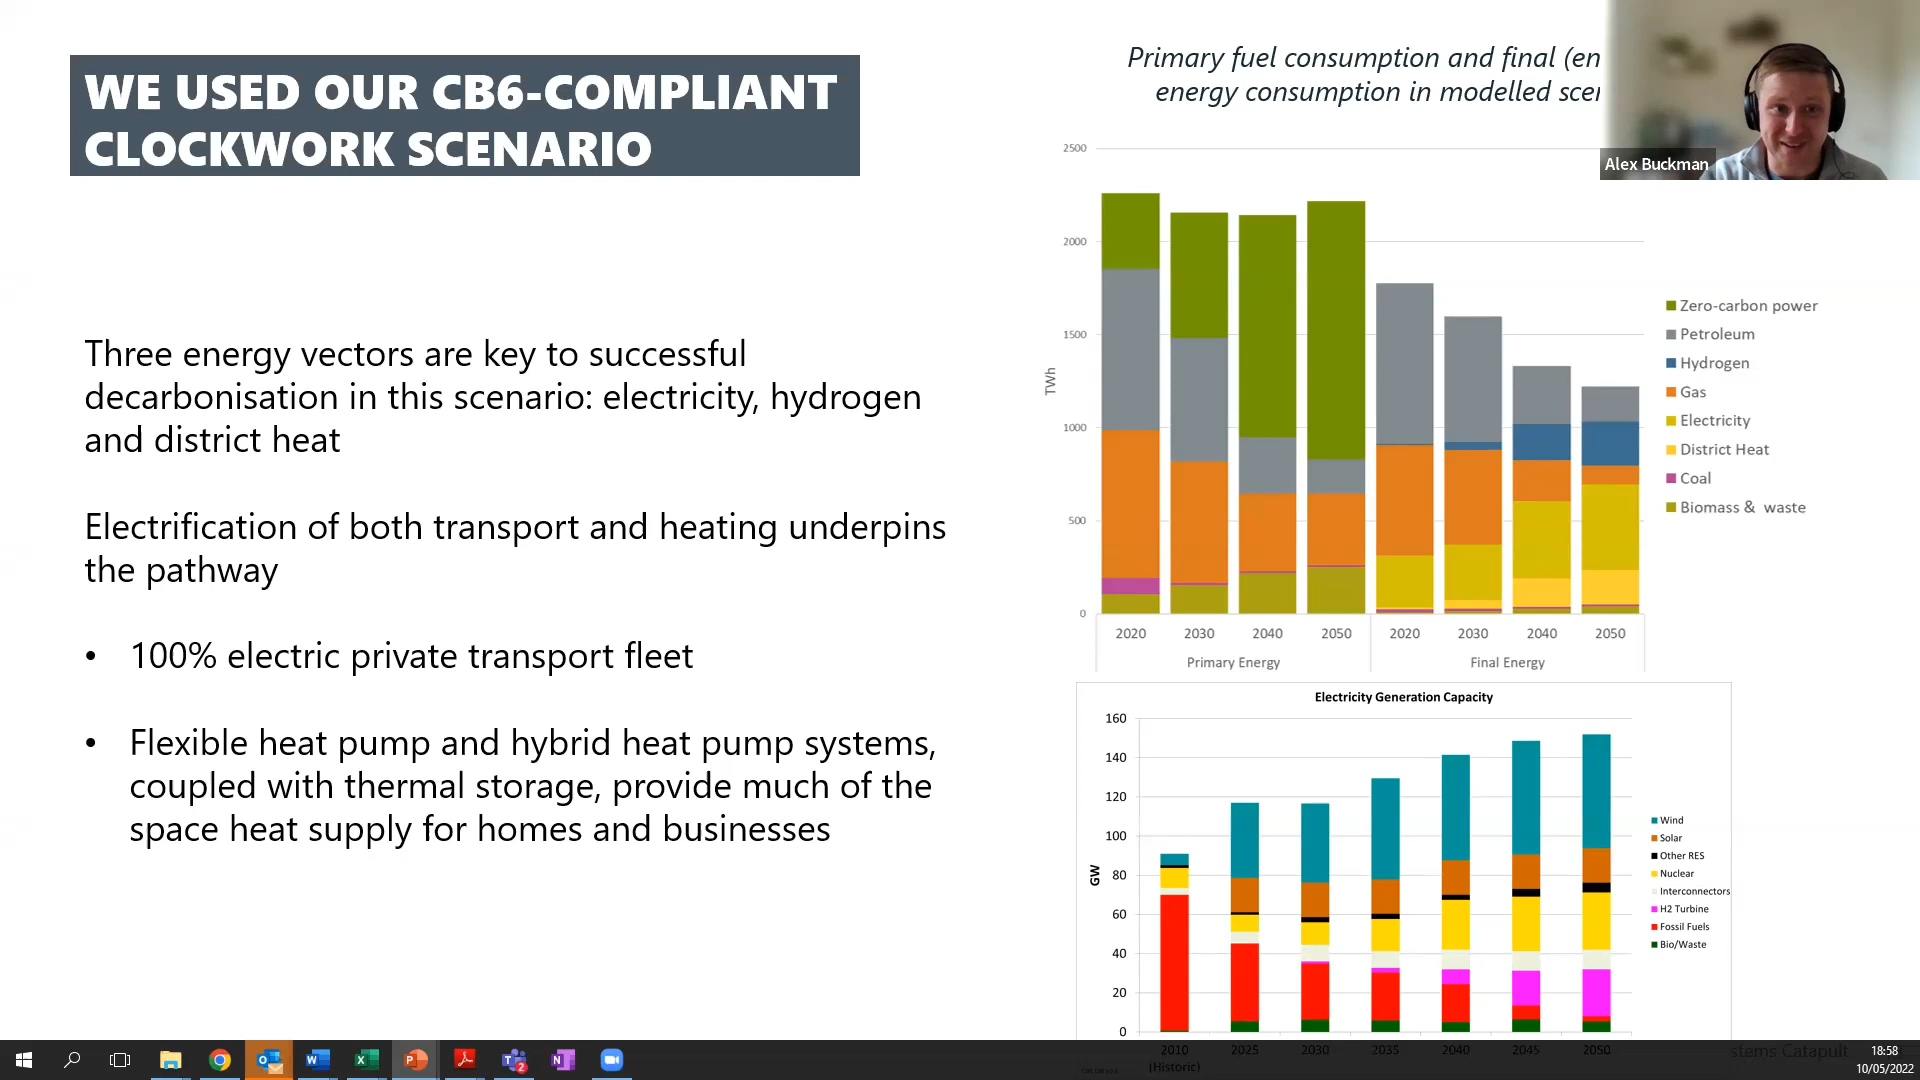 WE USED OUR CB6-COMPLIANT
CLOCKWORK SCENARIO
Three energy vectors are key to successful
decarbonisation in this scenario: electricity, hydrogen
and district heat
Electrification of both transport and heating underpins
the pathway
• 100% electric private transport fleet
• Flexible heat pump and hybrid heat pump systems,
coupled with thermal storage, provide much of the
space heat supply for homes and businesses
Primary fuel consumption and final (en
energy consumption in modelled scer
Alex Buckman
2500
2000
1500
1000
500
0
TWh
2020 2030 2040 2050 2020 2030 2040 2050
Primary Energy Final Energy
Zero-carbon power
Petroleum
Hydrogen
Gas
Electricity
District Heat
Coal
Biomass & waste
Electricity Generation Capacity
160
140
120
100
80
60
40
20
0
GW
2010 2025 2030 2035 2040 2045 2050
(Historic)
Wind
Solar
Other RES
Nuclear
Interconnectors
H2 Turbine
Fossil Fuels
Bio/Waste
stems Catapult
18:58
10/05/2022